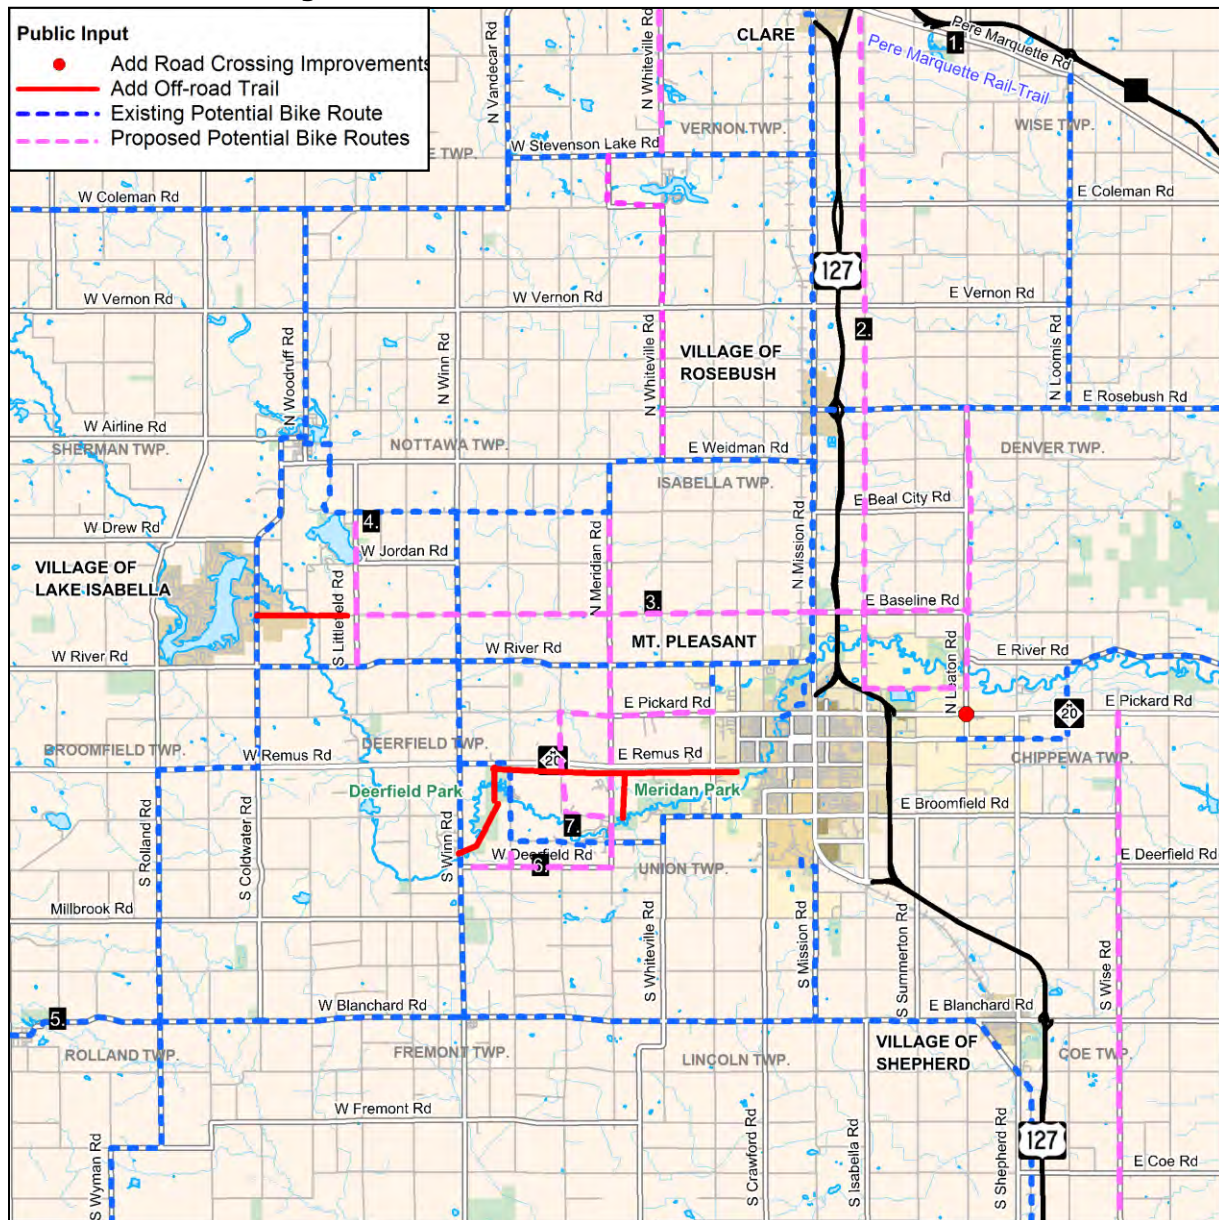 Public Input
Add Road Crossing Improvements
Add Off-road Trail
Existing Potential Bike Route
Proposed Potential Bike Routes
N Vandecar Rd
N Whiteville Rd
CLARE
1.
Pere Marquette Rd
Pere Marquette Rail-Trail
VERNON TWP.
WISE TWP.
TWP.
W Stevenson Lake Rd
W Coleman Rd
E Coleman Rd
127
W Vernon Rd
W Vernon Rd
E Vernon Rd
2.
N Woodruff Rd
N Winn Rd
N Whiteville Rd
VILLAGE OF
ROSEBUSH
N Loomis Rd
E Rosebush Rd
W Airline Rd
SHERMAN TWP.
NOTTAWA TWP.
E Weidman Rd
DENVER TWP.
ISABELLA TWP.
E Beal City Rd
W Drew Rd
4.
W Jordan Rd
N Mission Rd
VILLAGE OF
LAKE ISABELLA
S Littlefield Rd
N Meridian Rd
3.
E Baseline Rd
MT. PLEASANT
W River Rd
W River Rd
E River Rd
N Leaton Rd
E Pickard Rd
E Pickard Rd
20
BROOMFIELD TWP.
W Remus Rd
DEERFIELD TWP.
20
E Remus Rd
CHIPPEWA TWP.
Deerfield Park
Meridan Park
E Broomfield Rd
S Rolland Rd
S Coldwater Rd
S Winn Rd
7.
W Deerfield Rd
6.
UNION TWP.
E Deerfield Rd
Millbrook Rd
S Whiteville Rd
S Mission Rd
S Summerton Rd
S Wise Rd
5.
W Blanchard Rd
E Blanchard Rd
ROLLAND TWP.
FREMONT TWP.
LINCOLN TWP.
VILLAGE OF
SHEPHERD
COE TWP.
W Fremont Rd
S Wyman Rd
S Crawford Rd
S Isabella Rd
S Shepherd Rd
127
E Coe Rd